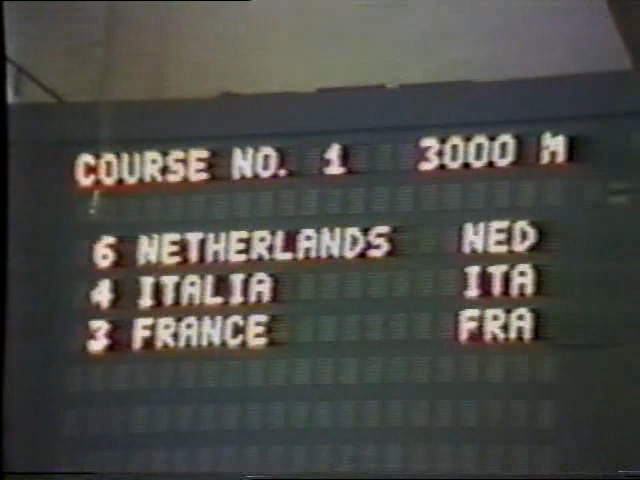 COURSE NO. 1 3000 M
6 NETHERLANDS NED
4 ITALIA ITA
3 FRANCE FRA